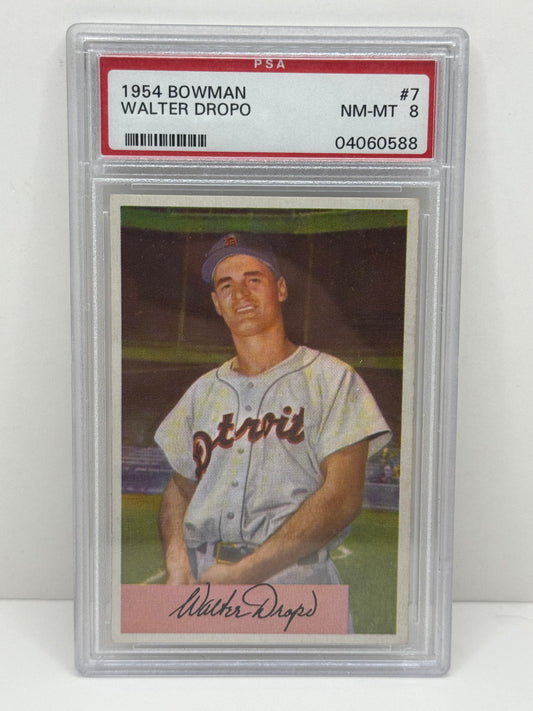 PSA
1954 BOWMAN #7
WALTER DROPO NM-MT 8
04060588
Detroit
Walter Dropo